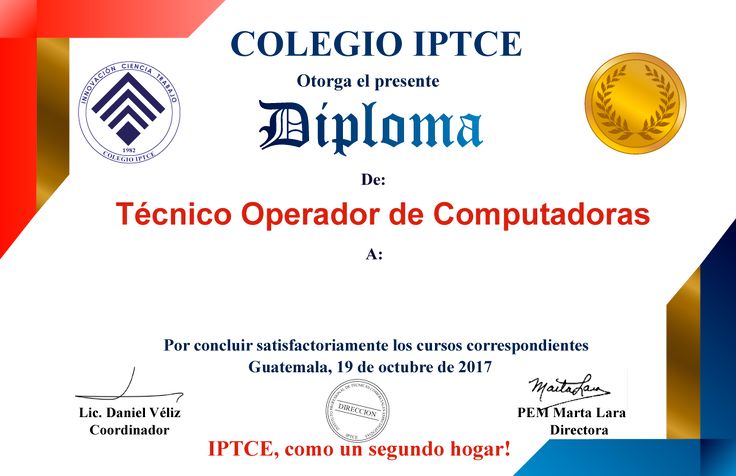 COLEGIO IPTCE
Otorga el presente
INNOVACIÓN CIENCIA TRABAJO
1982
COLEGIO IPTCE
Diploma
De:
Técnico Operador de Computadoras
A:
Por concluir satisfactoriamente los cursos correspondientes
Guatemala, 19 de octubre de 2017
Marta Lara
DIRECCION
IPTCE
Lic. Daniel Véliz
Coordinador
PEM Marta Lara
Directora
IPTCE, como un segundo hogar!